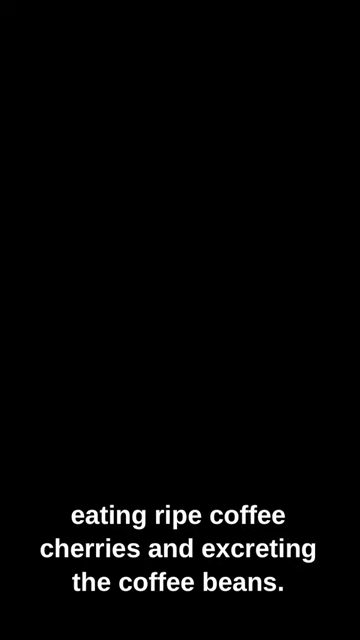 eating ripe coffee
cherries and excreting
the coffee beans.